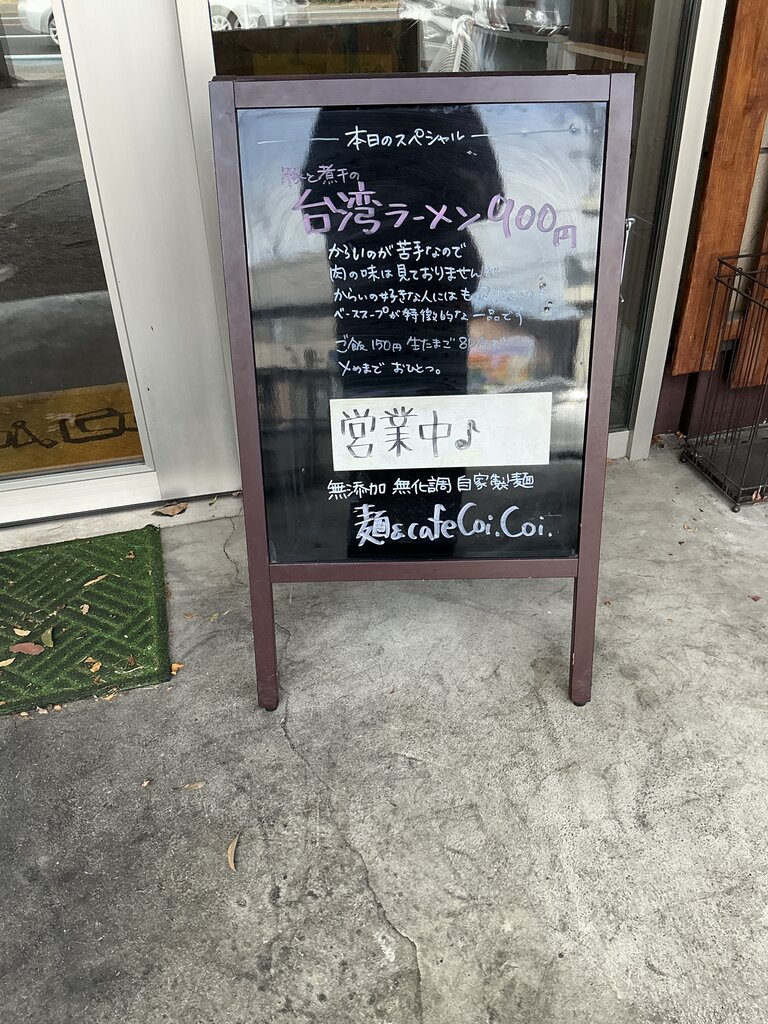 本日のスペシャル
豚と煮干の
台湾ラーメン900円
からいのが苦手なので
肉の味は見ておりません
からいの好きな人にはも
ベーススープが特徴的な一品です
ご飯150円 生たまご80
〆めまで おひとつ。
営業中♪
無添加 無化調 自家製麺
麺&cafe Coi.Coi.